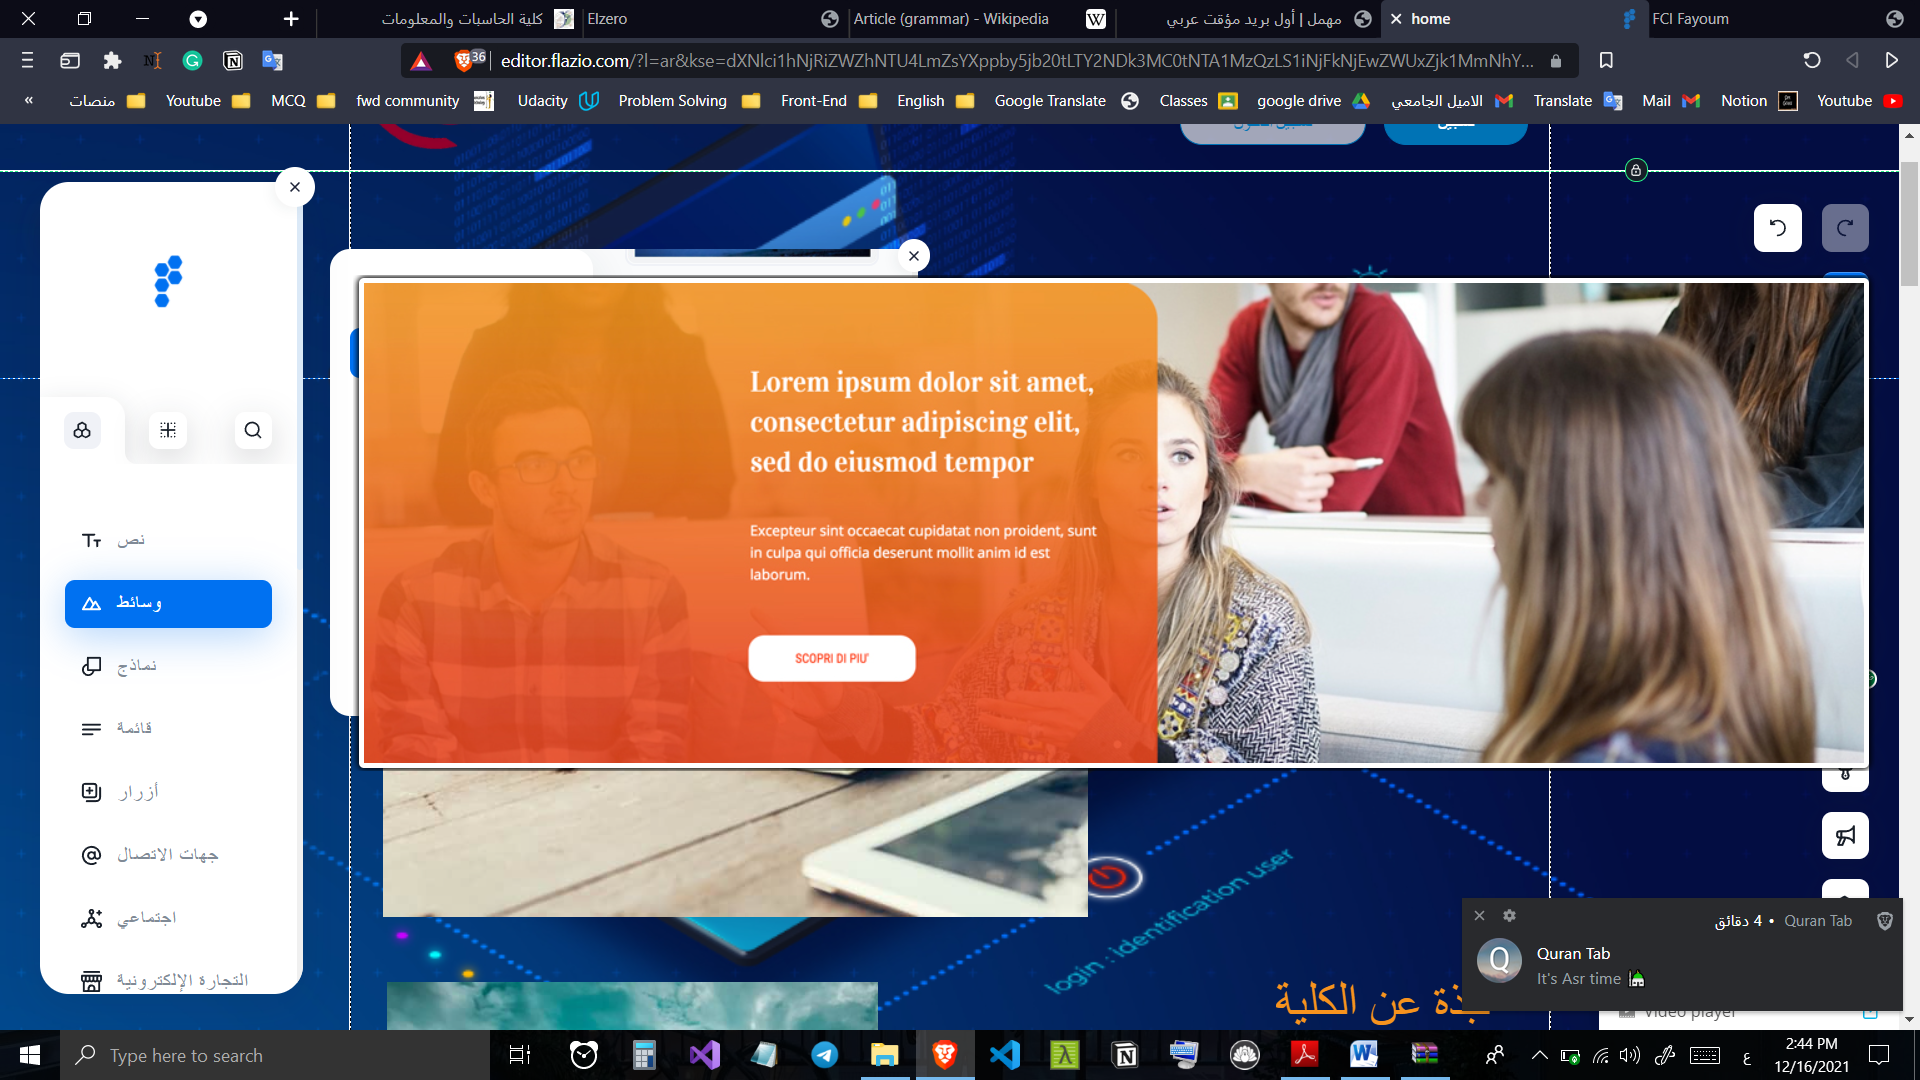 كلية الحاسبات والمعلومات
Elzero
Article (grammar) - Wikipedia
مهمل | أول بريد مؤقت عربي
home
FCI Fayoum
36
editor.flazio.com
منصات
Youtube
MCQ
fwd community
Udacity
Problem Solving
Front-End
English
Google Translate
Classes
google drive
الاميل الجامعي
Translate
Mail
Notion
Youtube
نص
وسائط
نماذج
قائمة
أزرار
جهات الاتصال
اجتماعي
التجارة الإلكترونية
Lorem ipsum dolor sit amet,
consectetur adipiscing elit,
sed do eiusmod tempor
Excepteur sint occaecat cupidatat non proident, sunt
in culpa qui officia deserunt mollit anim id est
laborum.
SCOPRI DI PIU'
login : identification user
عن الكلية
4 دقائق • Quran Tab
Q
Quran Tab
It's Asr time
Video player
Type here to search
ع
2:44 PM
12/16/2021